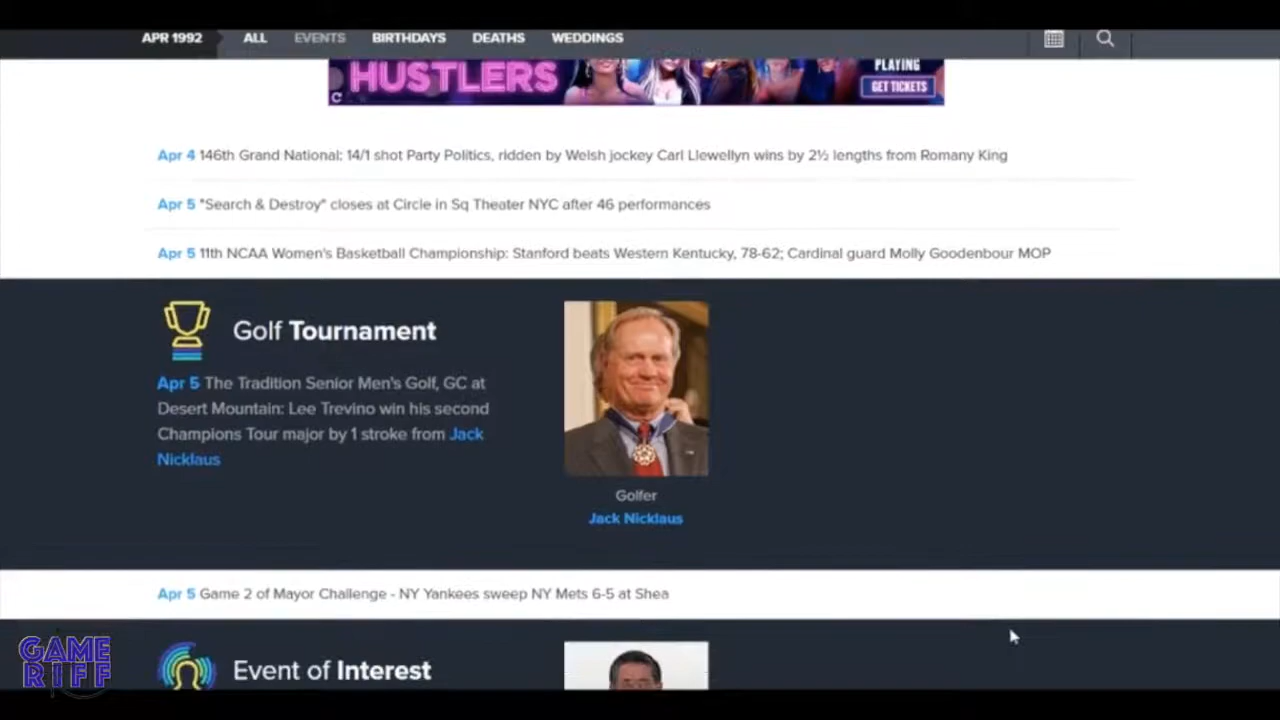 APR 1992 ALL EVENTS BIRTHDAYS DEATHS WEDDINGS
HUSTLERS
PLAYING
GET TICKETS
Apr 4 146th Grand National: 14/1 shot Party Politics, ridden by Welsh jockey Carl Llewellyn wins by 2½ lengths from Romany King
Apr 5 "Search & Destroy" closes at Circle in Sq Theater NYC after 46 performances
Apr 5 11th NCAA Women's Basketball Championship: Stanford beats Western Kentucky, 78-62; Cardinal guard Molly Goodenbour MOP
Golf Tournament
Apr 5 The Tradition Senior Men's Golf, GC at
Desert Mountain: Lee Trevino win his second
Champions Tour major by 1 stroke from Jack
Nicklaus
Golfer
Jack Nicklaus
Apr 5 Game 2 of Mayor Challenge - NY Yankees sweep NY Mets 6-5 at Shea
Event of Interest
GAME
RIFF